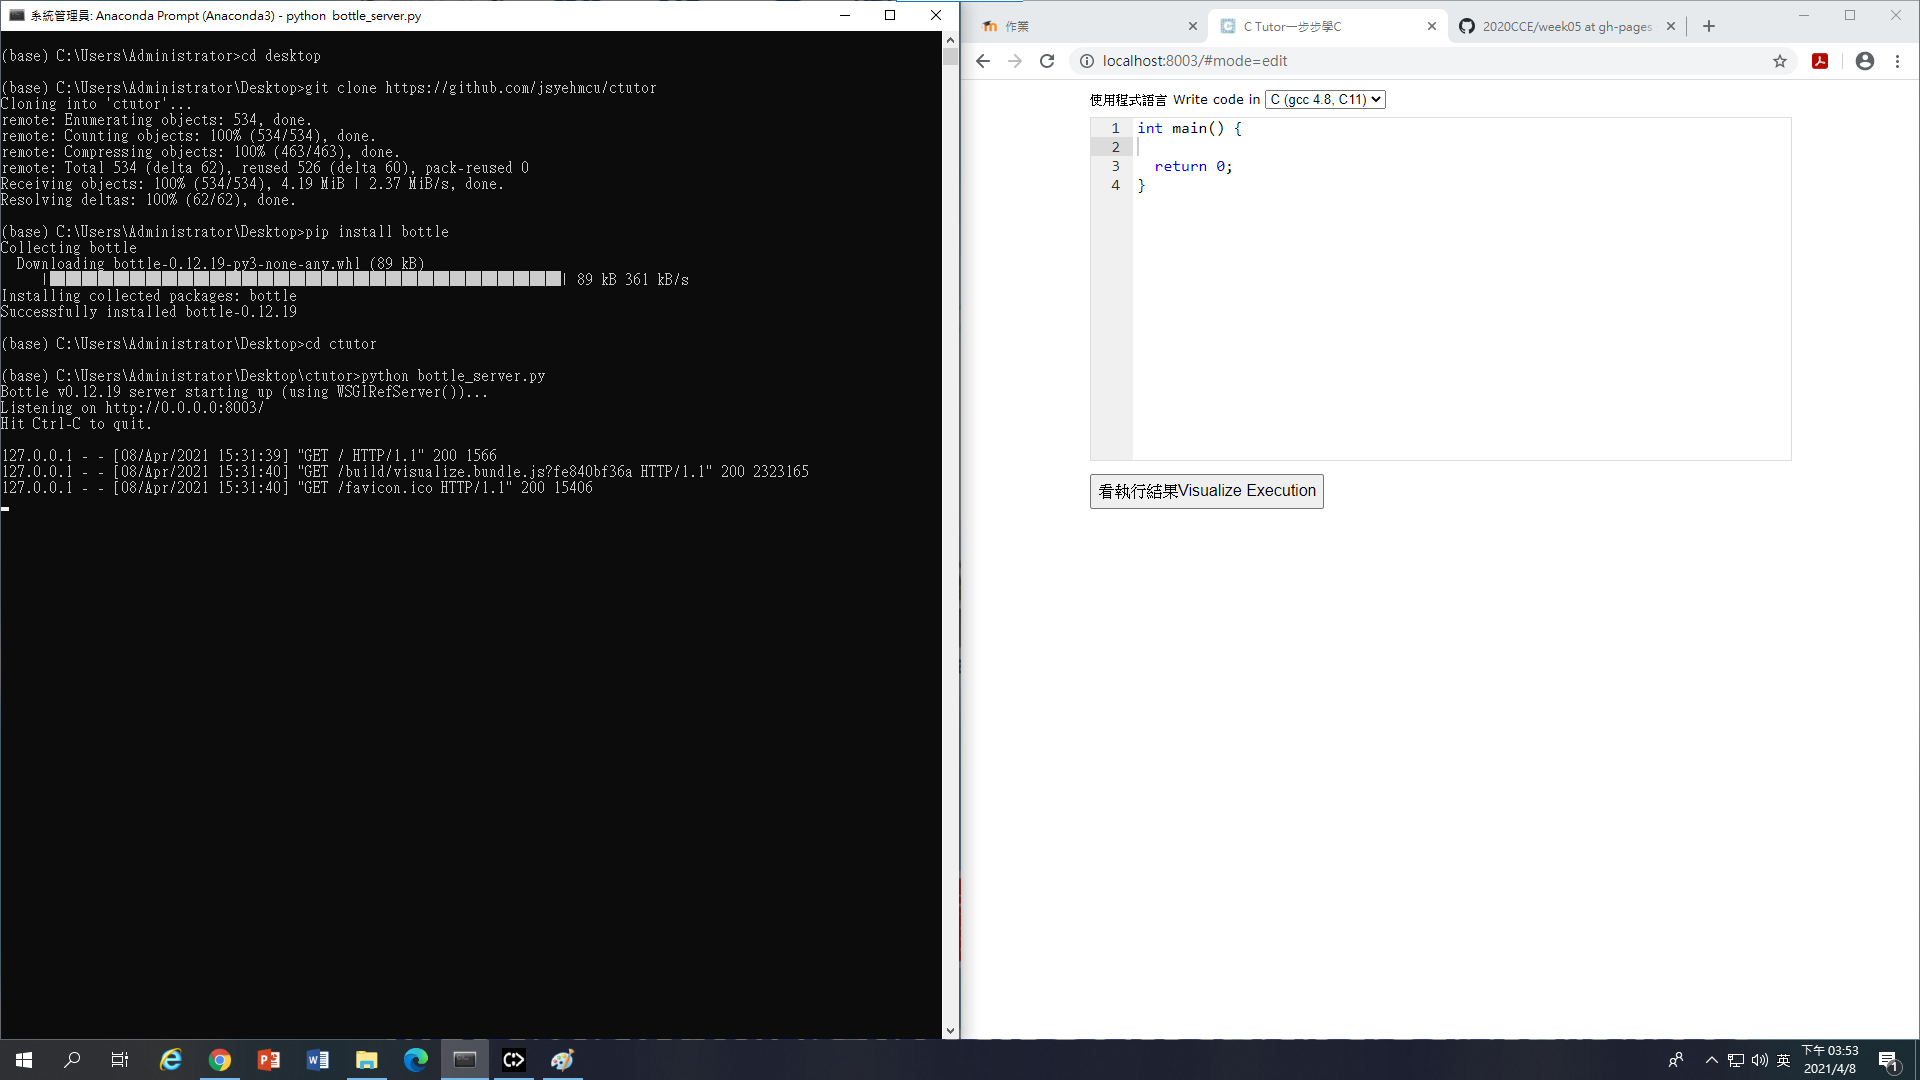 系統管理員: Anaconda Prompt (Anaconda3) - python  bottle_server.py
(base) C:\Users\Administrator>cd desktop
(base) C:\Users\Administrator\Desktop>git clone https://github.com/jsyehmcu/ctutor
Cloning into 'ctutor'...
remote: Enumerating objects: 534, done.
remote: Counting objects: 100% (534/534), done.
remote: Compressing objects: 100% (463/463), done.
remote: Total 534 (delta 62), reused 526 (delta 60), pack-reused 0
Receiving objects: 100% (534/534), 4.19 MiB | 2.37 MiB/s, done.
Resolving deltas: 100% (62/62), done.
(base) C:\Users\Administrator\Desktop>pip install bottle
Collecting bottle
  Downloading bottle-0.12.19-py3-none-any.whl (89 kB)
| 89 kB 361 kB/s
Installing collected packages: bottle
Successfully installed bottle-0.12.19
(base) C:\Users\Administrator\Desktop>cd ctutor
(base) C:\Users\Administrator\Desktop\ctutor>python bottle_server.py
Bottle v0.12.19 server starting up (using WSGIRefServer())...
Listening on http://0.0.0.0:8003/
Hit Ctrl-C to quit.
127.0.0.1 - - [08/Apr/2021 15:31:39] "GET / HTTP/1.1" 200 1566
127.0.0.1 - - [08/Apr/2021 15:31:40] "GET /build/visualize.bundle.js?fe840bf36a HTTP/1.1" 200 2323165
127.0.0.1 - - [08/Apr/2021 15:31:40] "GET /favicon.ico HTTP/1.1" 200 15406
作業
C Tutor一步步學C
2020CCE/week05 at gh-pages
localhost:8003/#mode=edit
使用程式語言 Write code in C (gcc 4.8, C11)
1 int main() {
2
3   return 0;
4 }
看執行結果Visualize Execution
英
下午 03:53
2021/4/8
1